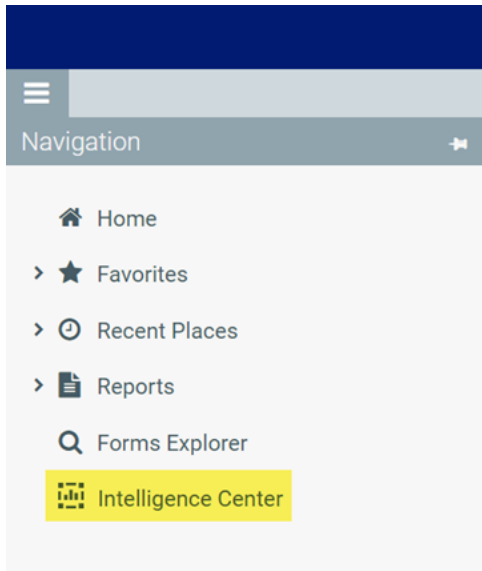 Navigation
Home
Favorites
Recent Places
Reports
Forms Explorer
Intelligence Center